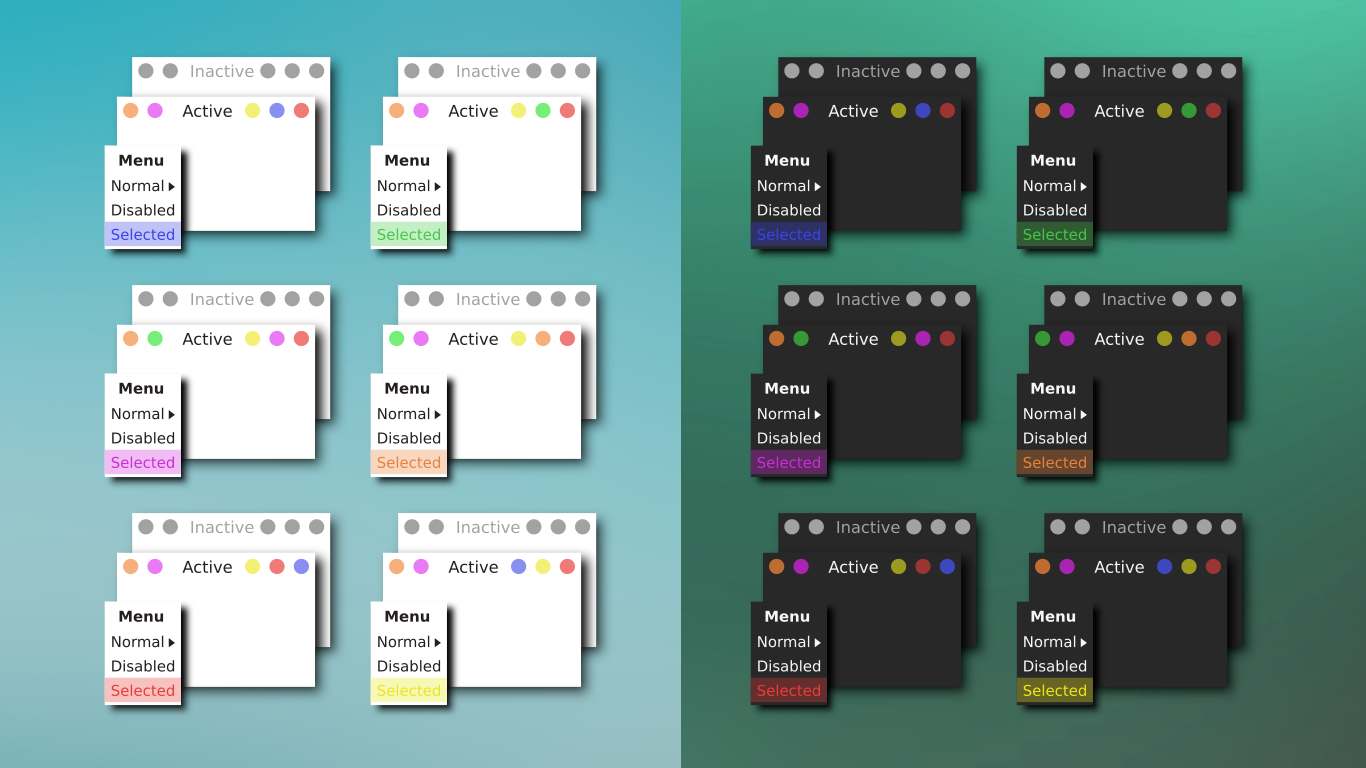 Inactive
Active
Menu
Normal
Disabled
Selected
Inactive
Active
Menu
Normal
Disabled
Selected
Inactive
Active
Menu
Normal
Disabled
Selected
Inactive
Active
Menu
Normal
Disabled
Selected
Inactive
Active
Menu
Normal
Disabled
Selected
Inactive
Active
Menu
Normal
Disabled
Selected
Inactive
Active
Menu
Normal
Disabled
Selected
Inactive
Active
Menu
Normal
Disabled
Selected
Inactive
Active
Menu
Normal
Disabled
Selected
Inactive
Active
Menu
Normal
Disabled
Selected
Inactive
Active
Menu
Normal
Disabled
Selected
Inactive
Active
Menu
Normal
Disabled
Selected